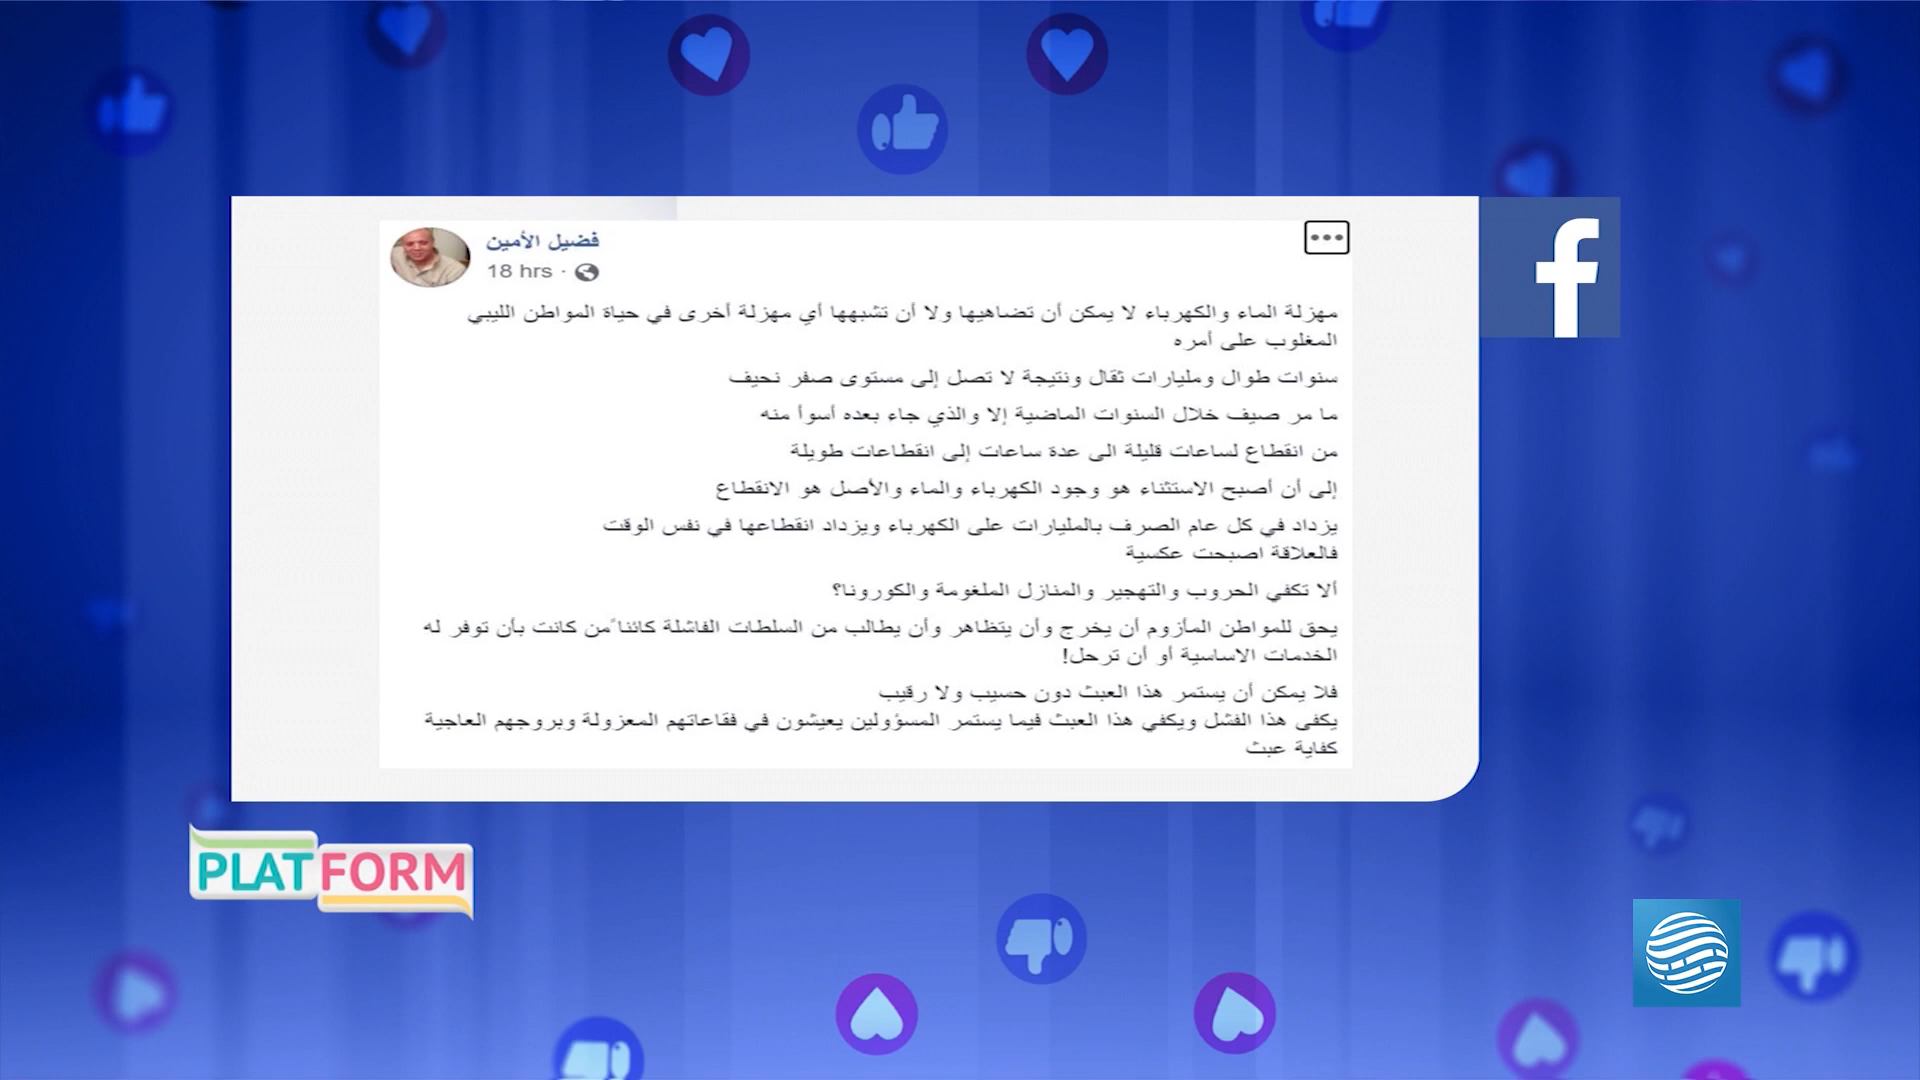 فضيل الأمين
18 hrs ·
مهزلة الماء والكهرباء لا يمكن أن تضاهيها ولا أن تشبهها أي مهزلة أخرى في حياة المواطن الليبي
المغلوب على أمره
سنوات طوال ومليارات ثقال ونتيجة لا تصل إلى مستوى صفر نحيف
ما مر صيف خلال السنوات الماضية إلا والذي جاء بعده أسوأ منه
من انقطاع لساعات قليلة الى عدة ساعات إلى انقطاعات طويلة
إلى أن أصبح الاستثناء هو وجود الكهرباء والماء والأصل هو الانقطاع
يزداد في كل عام الصرف بالمليارات على الكهرباء ويزداد انقطاعها في نفس الوقت
فالعلاقة اصبحت عكسية
ألا تكفي الحروب والتهجير والمنازل الملغومة والكورونا؟
يحق للمواطن المأزوم أن يخرج وأن يتظاهر وأن يطالب من السلطات الفاشلة كائنا ًمن كانت بأن توفر له
الخدمات الاساسية أو أن ترحل!
فلا يمكن أن يستمر هذا العبث دون حسيب ولا رقيب
يكفى هذا الفشل ويكفي هذا العبث فيما يستمر المسؤولين يعيشون في فقاعاتهم المعزولة وبروجهم العاجية
كفاية عبث
PLATFORM